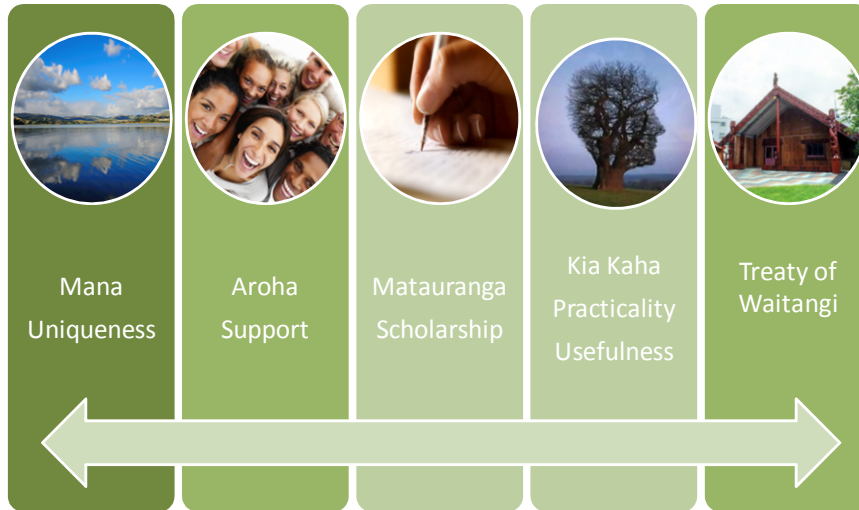 Mana
Uniqueness
Aroha
Support
Matauranga
Scholarship
Kia Kaha
Practicality
Usefulness
Treaty of
Waitangi